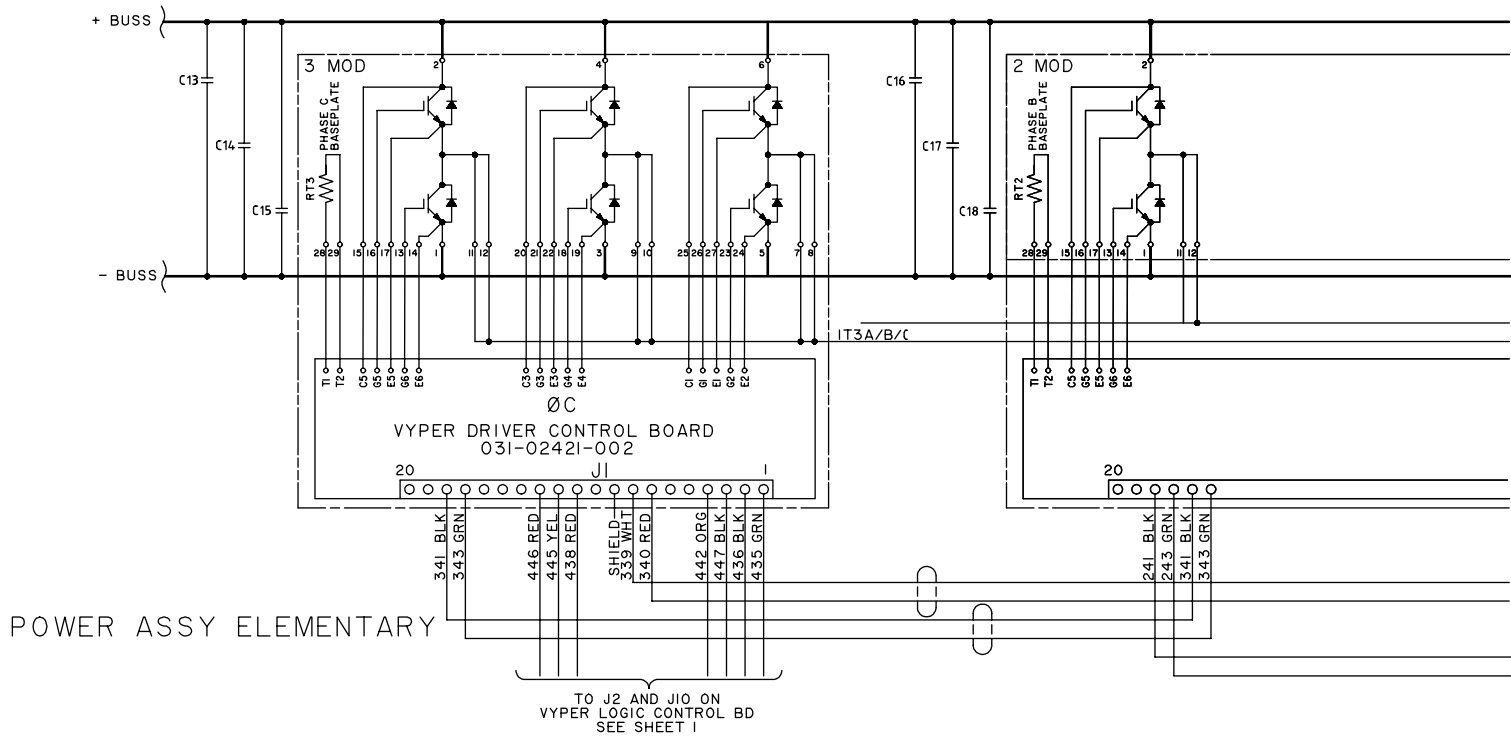 + BUSS
3 MOD
2 MOD
2
4
6
2
C13
C14
C15
C16
C17
C18
PHASE C
BASEPLATE
RT3
PHASE B
BASEPLATE
RT2
28 29 15 16 17 13 14 1 11 12 20 21 22 18 19 3 9 10 25 26 27 23 24 5 7 8
28 29 15 16 17 13 14 1 11 12
- BUSS
1T3A/B/C
T1 T2 C5 G5 E5 G6 E6 C3 G3 E3 G4 E4 C1 G1 E1 G2 E2
T1 T2 C5 G5 E5 G6 E6
ØC
VYPER DRIVER CONTROL BOARD
031-02421-002
20 J1 1
20
341 BLK
343 GRN
446 RED
445 YEL
438 RED
SHIELD
339 WHT
340 RED
442 ORG
447 BLK
436 BLK
435 GRN
241 BLK
243 GRN
341 BLK
343 GRN
POWER ASSY ELEMENTARY
TO J2 AND J10 ON
VYPER LOGIC CONTROL BD
SEE SHEET 1